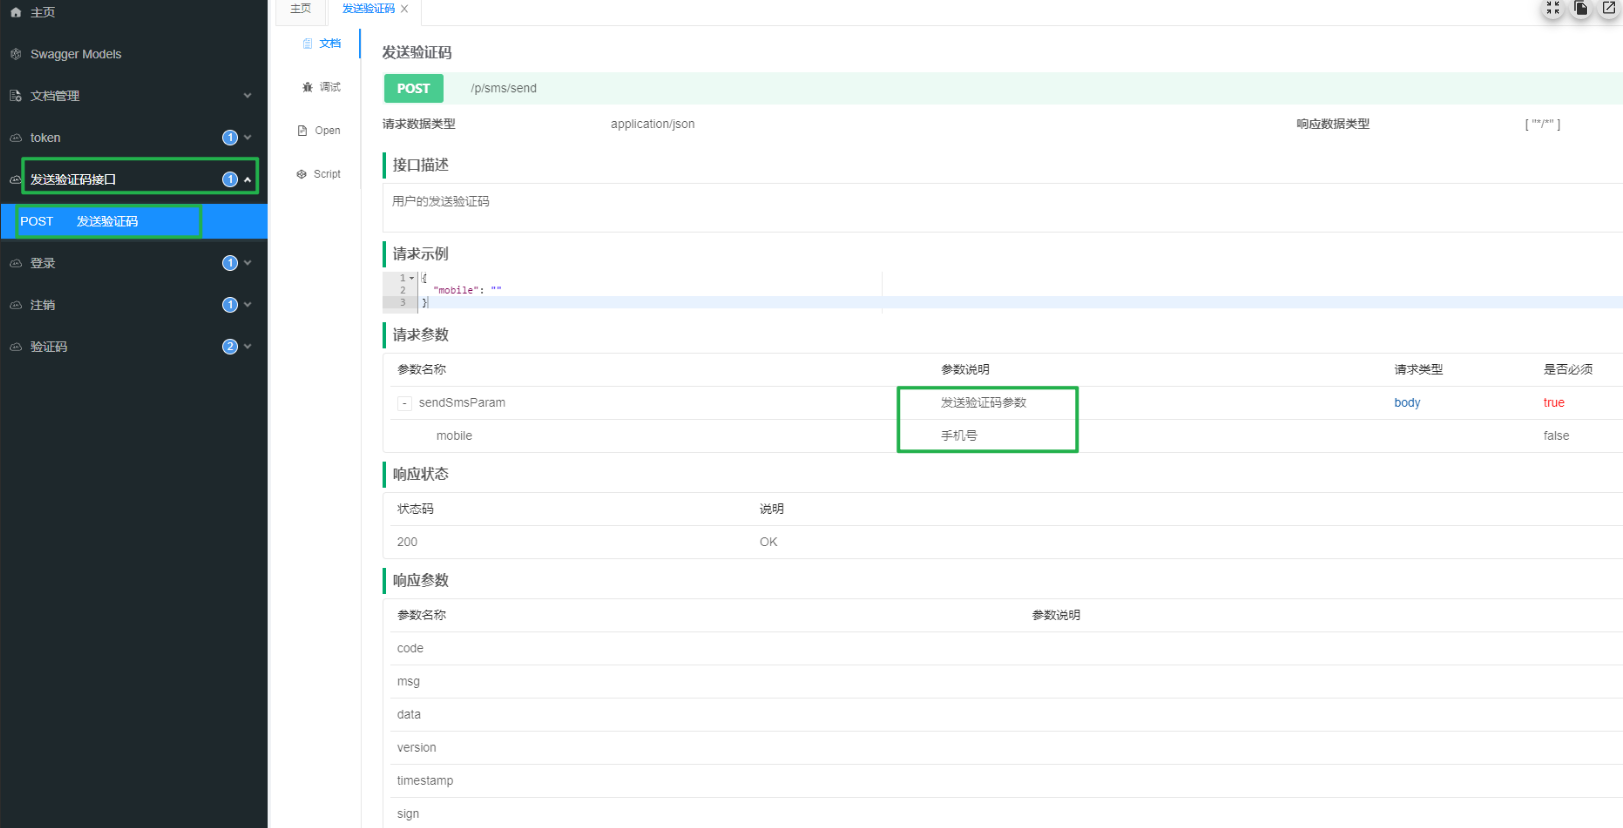 主页
Swagger Models
文档管理
token 1
发送验证码接口 1
POST 发送验证码
登录 1
注销 1
验证码 2
主页 发送验证码
文档
调试
Open
Script
发送验证码
POST /p/sms/send
请求数据类型 application/json 响应数据类型 [ "*/*" ]
接口描述
用户的发送验证码
请求示例
1 {
2 "mobile": ""
3 }
请求参数
参数名称 参数说明 请求类型 是否必须
- sendSmsParam 发送验证码参数 body true
mobile 手机号 false
响应状态
状态码 说明
200 OK
响应参数
参数名称 参数说明
code
msg
data
version
timestamp
sign